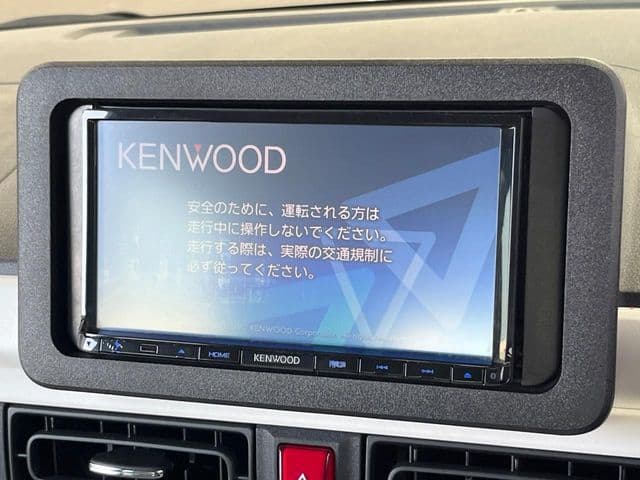 KENWOOD
安全のために、運転される方は
走行中に操作しないでください。
走行する際は、実際の交通規制に
必ず従ってください。
KENWOOD Corporation
HOME
KENWOOD